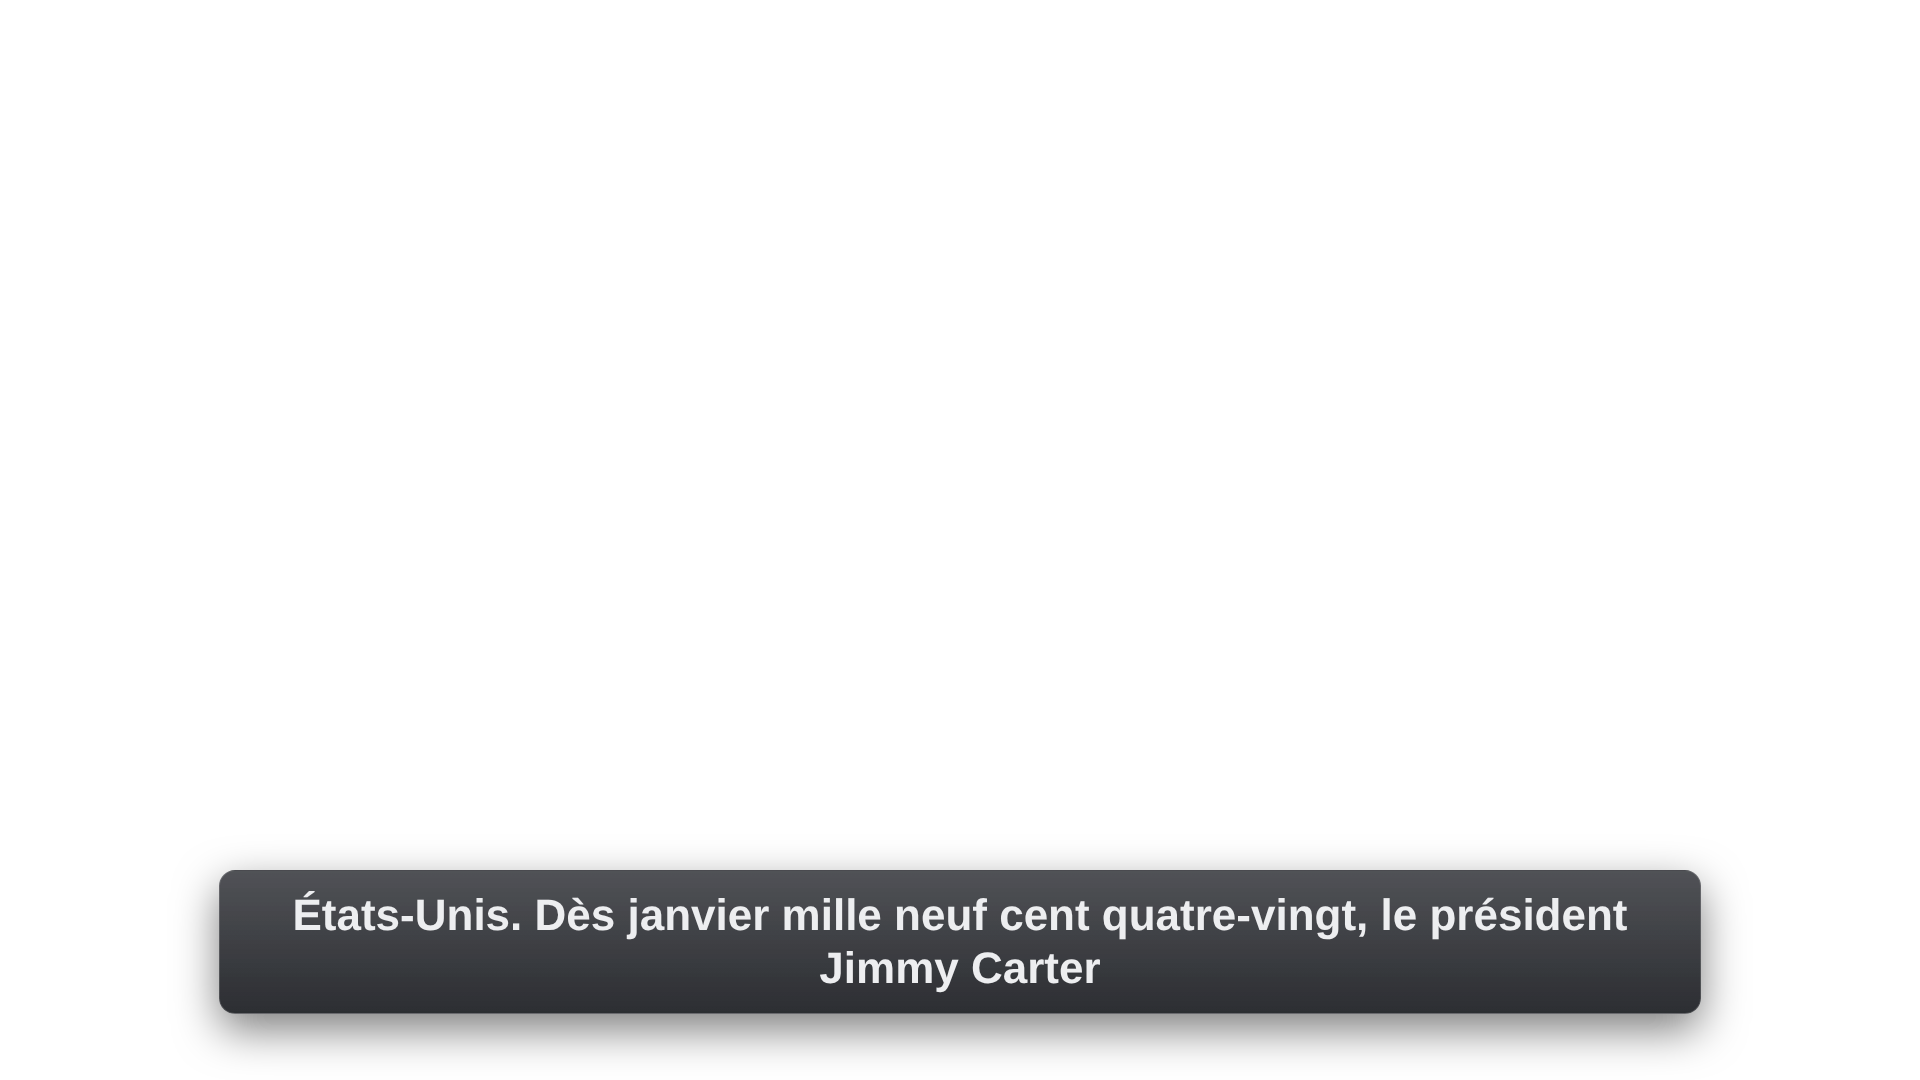 États-Unis. Dès janvier mille neuf cent quatre-vingt, le président
Jimmy Carter